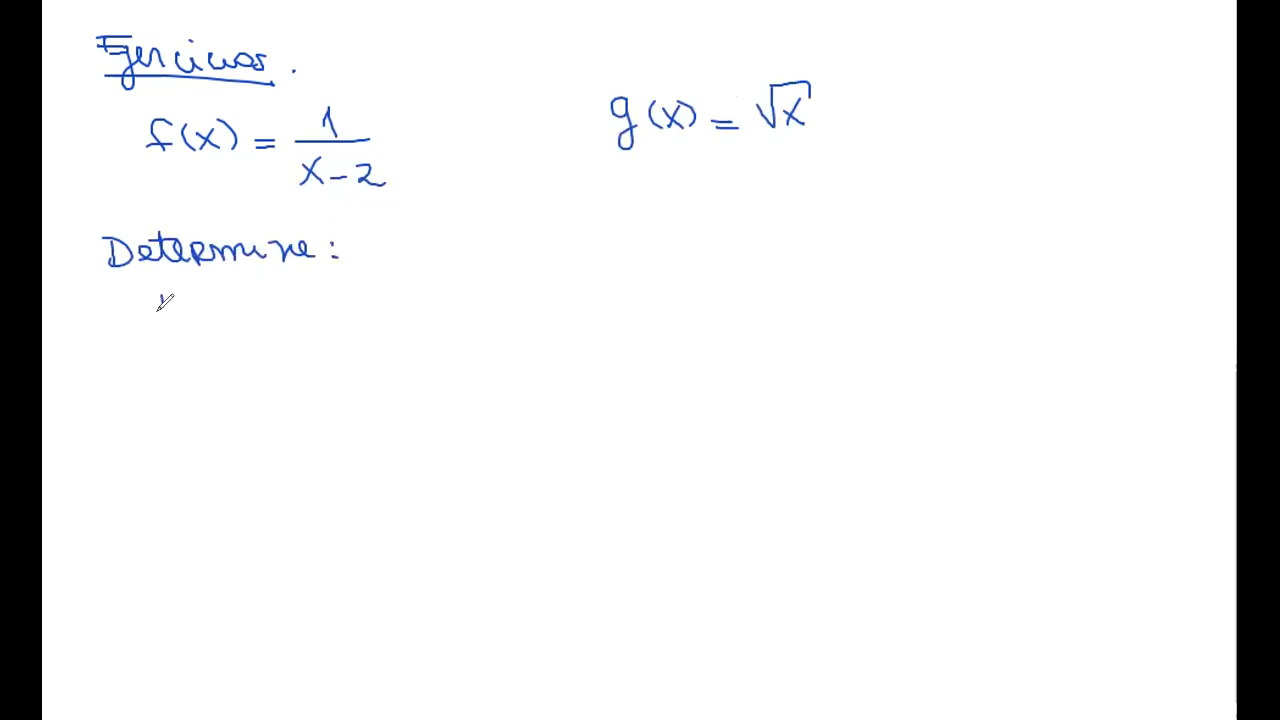 Ejercicios.
f(x) = 1/(x-2)    g(x) = √x
Determine: